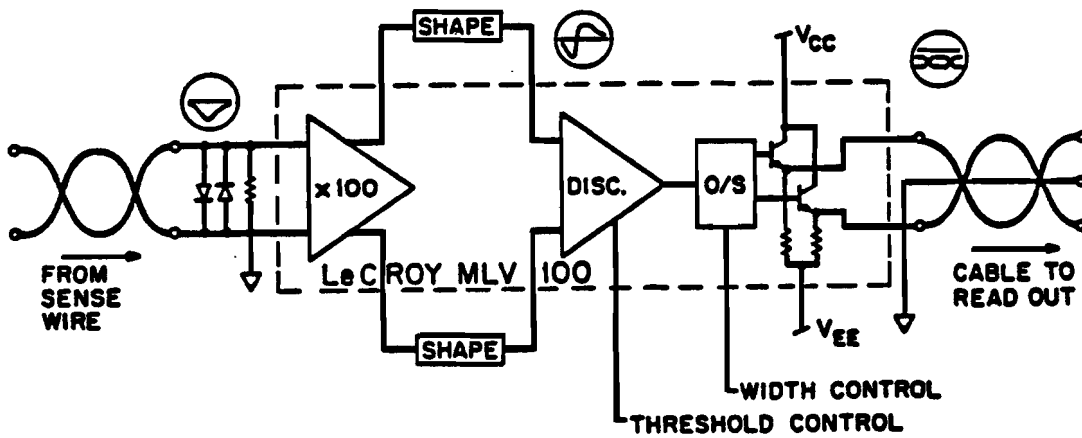 SHAPE
VCC
×100
DISC.
O/S
FROM
SENSE
WIRE
LeCROY MLV 100
CABLE TO
READ OUT
VEE
SHAPE
WIDTH CONTROL
THRESHOLD CONTROL